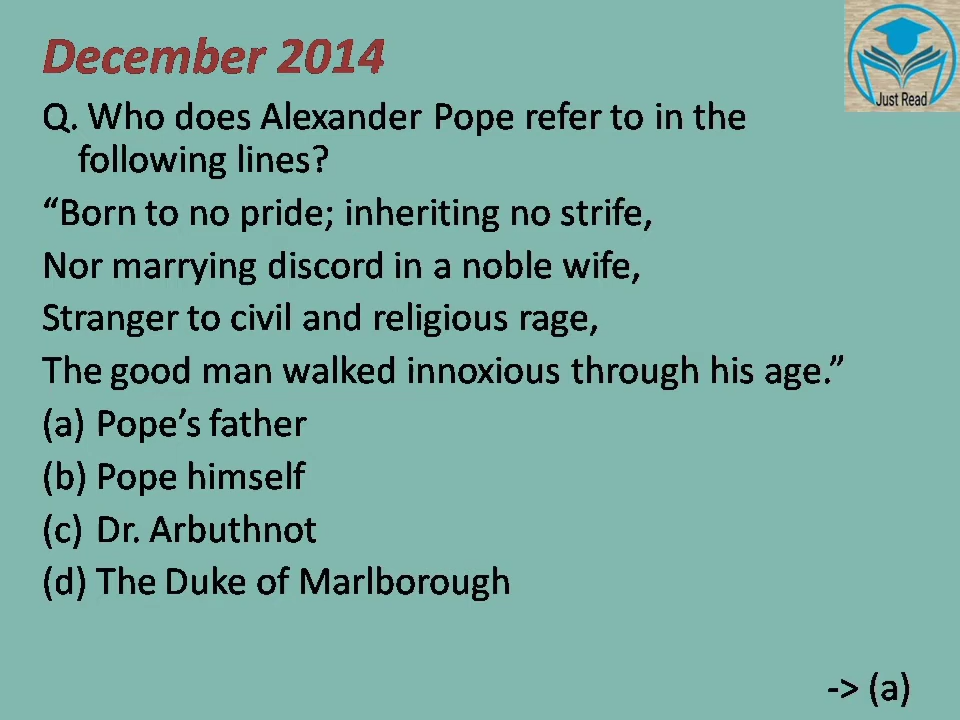 December 2014
Just Read
Q. Who does Alexander Pope refer to in the
following lines?
“Born to no pride; inheriting no strife,
Nor marrying discord in a noble wife,
Stranger to civil and religious rage,
The good man walked innoxious through his age.”
(a) Pope’s father
(b) Pope himself
(c) Dr. Arbuthnot
(d) The Duke of Marlborough
-> (a)